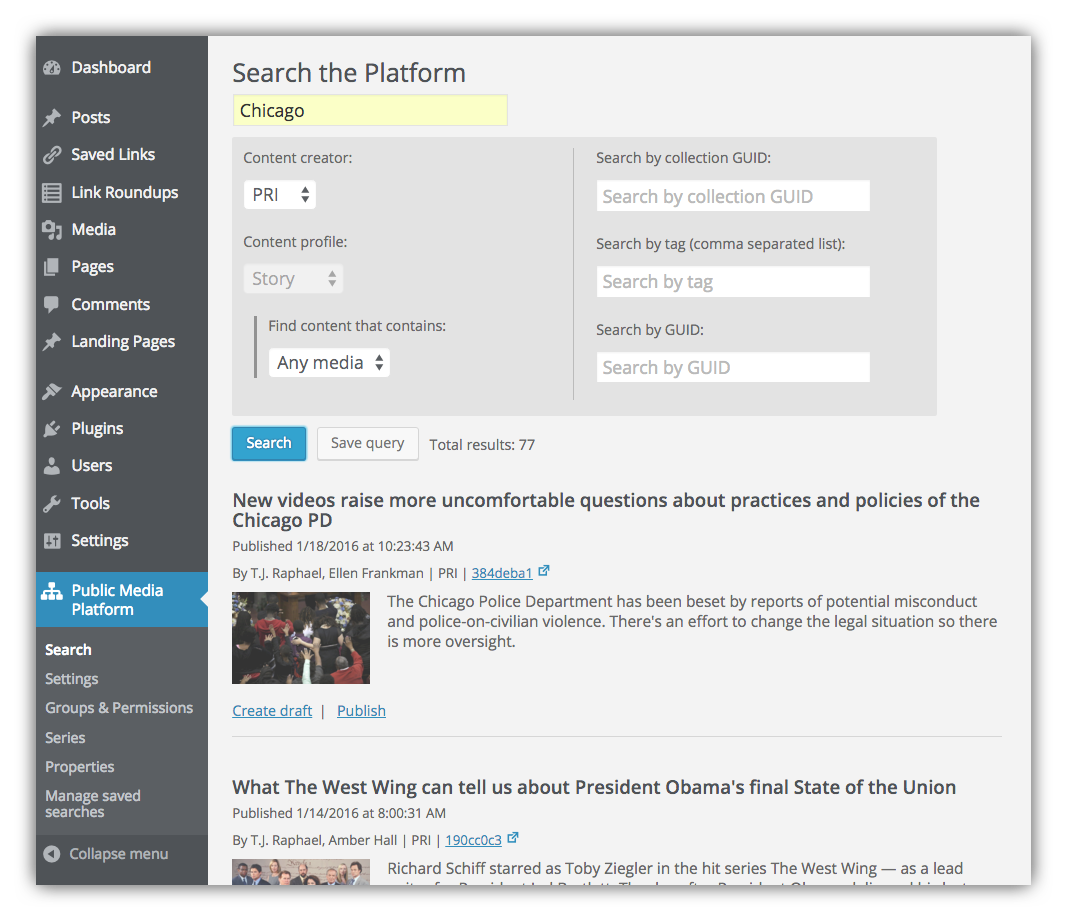 Dashboard
Posts
Saved Links
Link Roundups
Media
Pages
Comments
Landing Pages
Appearance
Plugins
Users
Tools
Settings
Public Media
Platform
Search
Settings
Groups & Permissions
Series
Properties
Manage saved
searches
Collapse menu
Search the Platform
Chicago
Content creator:
PRI
Content profile:
Story
Find content that contains:
Any media
Search by collection GUID:
Search by collection GUID
Search by tag (comma separated list):
Search by tag
Search by GUID:
Search by GUID
Search Save query Total results: 77
New videos raise more uncomfortable questions about practices and policies of the
Chicago PD
Published 1/18/2016 at 10:23:43 AM
By T.J. Raphael, Ellen Frankman | PRI | 384deba1
The Chicago Police Department has been beset by reports of potential misconduct
and police-on-civilian violence. There's an effort to change the legal situation so there
is more oversight.
Create draft | Publish
What The West Wing can tell us about President Obama's final State of the Union
Published 1/14/2016 at 8:00:31 AM
By T.J. Raphael, Amber Hall | PRI | 190cc0c3
Richard Schiff starred as Toby Ziegler in the hit series The West Wing — as a lead